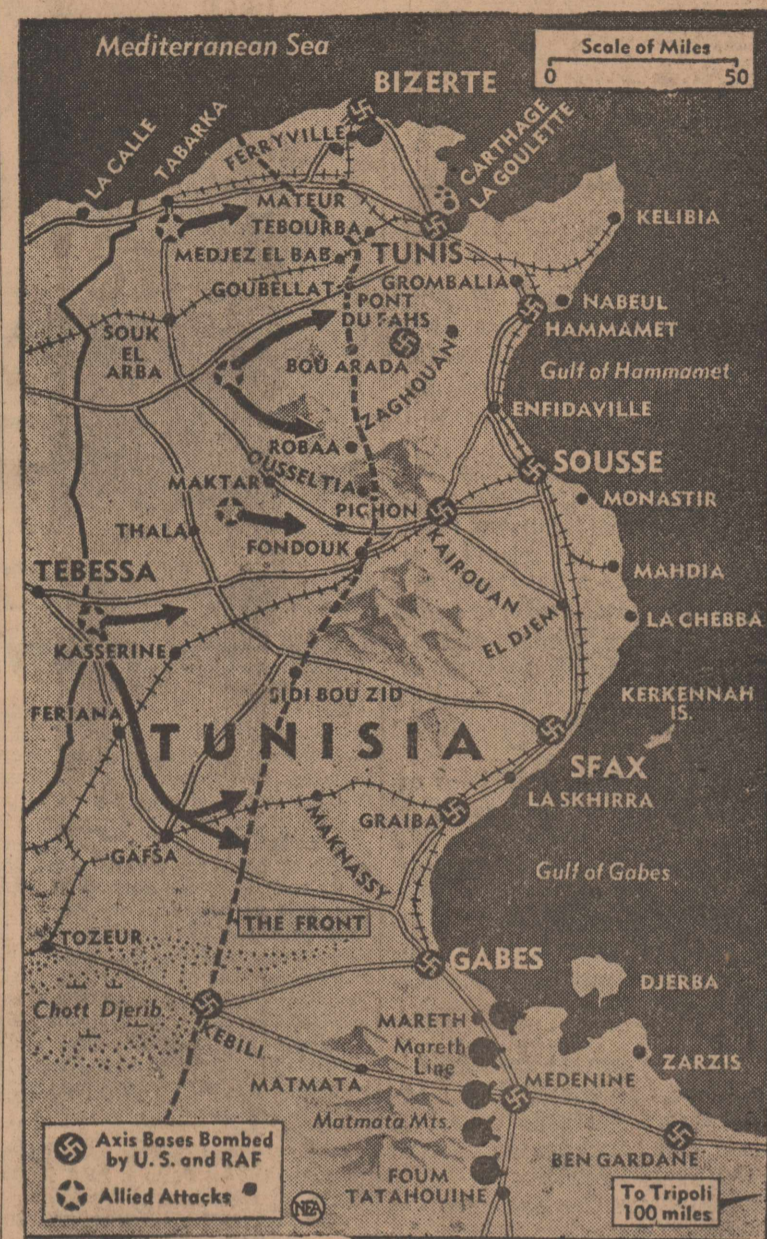 Mediterranean Sea
Scale of Miles
0 50
BIZERTE
LA CALLE
TABARKA
FERRYVILLE
CARTHAGE
LA GOULETTE
MATEUR
TEBOURBA
KELIBIA
MEDJEZ EL BAB
TUNIS
GOUBELLAT
GROMBALIA
PONT
DU FAHS
NABEUL
HAMMAMET
SOUK
EL
ARBA
BOU ARADA
ZAGHOUAN
Gulf of Hammamet
ENFIDAVILLE
ROBAA
OUSSELTIA
SOUSSE
MAKTAR
PICHON
MONASTIR
THALA
FONDOUK
KAIROUAN
TEBESSA
MAHDIA
EL DJEM
LA CHEBBA
KASSERINE
SIDI BOU ZID
KERKENNAH
IS.
FERIANA
TUNISIA
SFAX
LA SKHIRRA
GRAIBA
MAKNASSY
GAFSA
Gulf of Gabes
THE FRONT
TOZEUR
GABES
DJERBA
Chott Djerib.
KEBILI
MARETH
Mareth
Line
ZARZIS
MATMATA
MEDENINE
Matmata Mts.
Axis Bases Bombed
by U. S. and RAF
Allied Attacks
BEN GARDANE
FOUM
TATAHOUINE
NEA
To Tripoli
100 miles